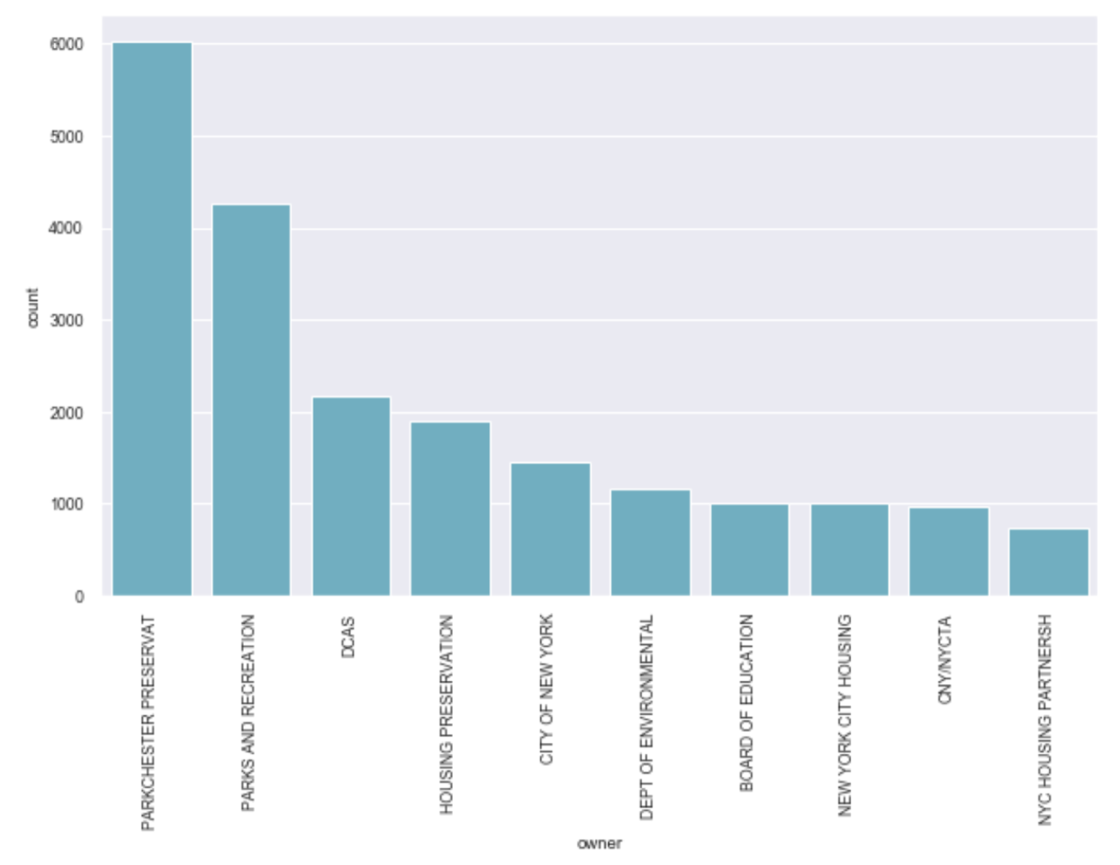 6000
5000
4000
3000
2000
1000
0
count
PARKCHESTER PRESERVAT
PARKS AND RECREATION
DCAS
HOUSING PRESERVATION
CITY OF NEW YORK
DEPT OF ENVIRONMENTAL
BOARD OF EDUCATION
NEW YORK CITY HOUSING
CNY/NYCTA
NYC HOUSING PARTNERSH
owner